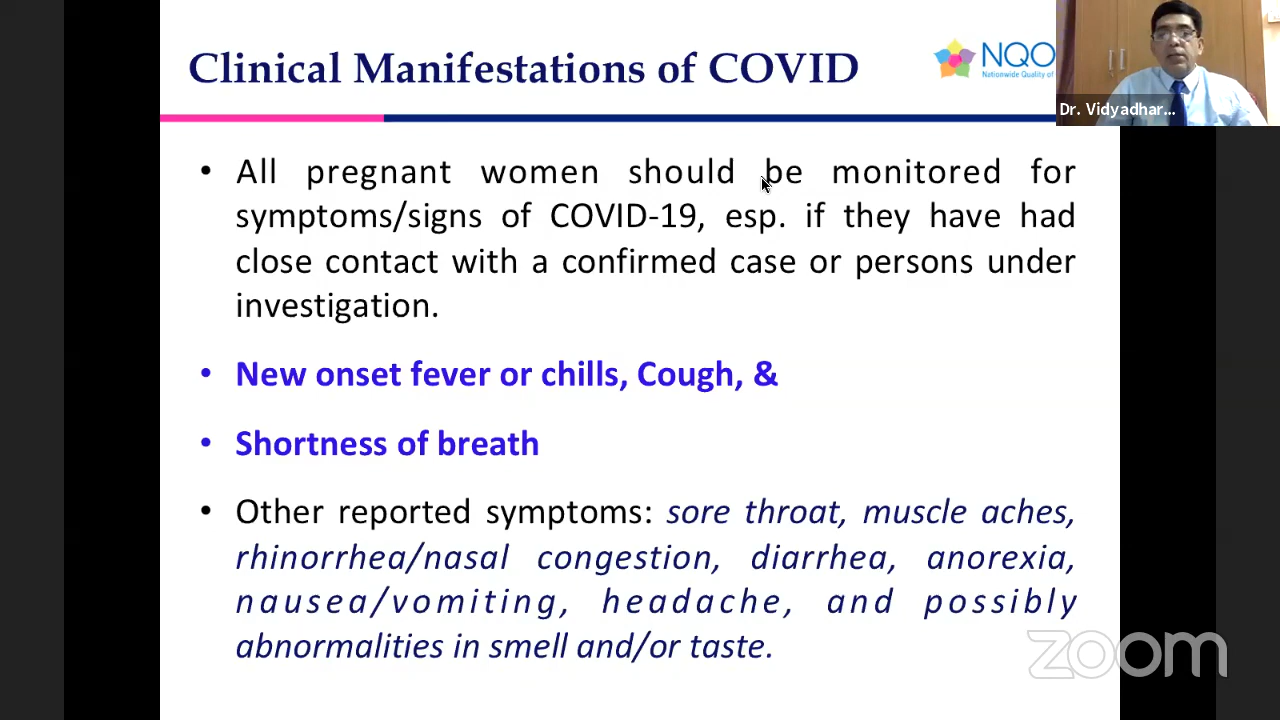 Clinical Manifestations of COVID
NQO
Nationwide Quality of
Dr. Vidyadhar...
• All pregnant women should be monitored for
symptoms/signs of COVID-19, esp. if they have had
close contact with a confirmed case or persons under
investigation.
• New onset fever or chills, Cough, &
• Shortness of breath
• Other reported symptoms: sore throat, muscle aches,
rhinorrhea/nasal congestion, diarrhea, anorexia,
nausea/vomiting, headache, and possibly
abnormalities in smell and/or taste.
zoom